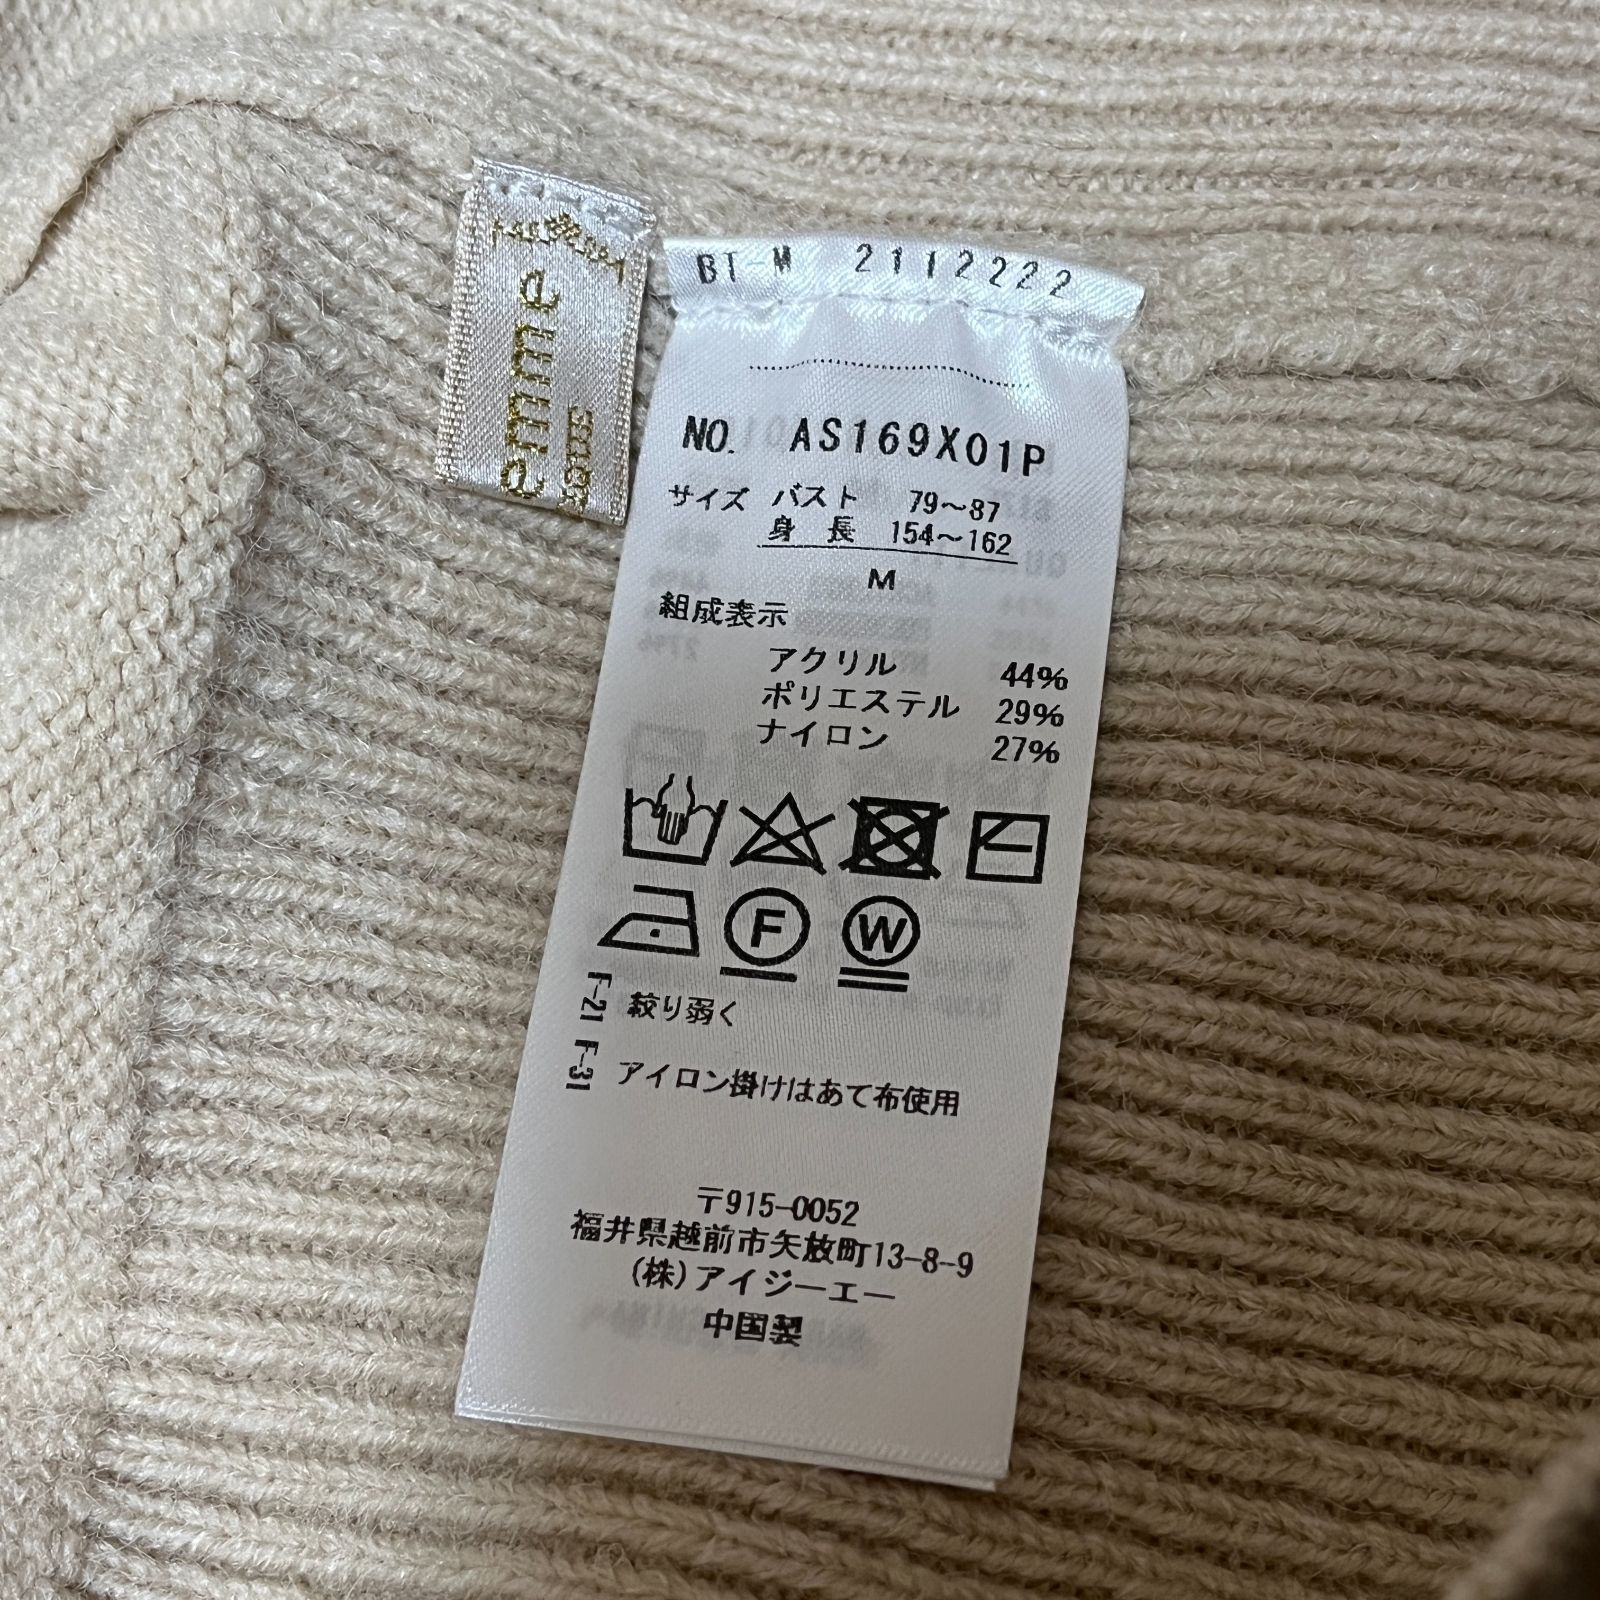 emme
BT-M 2112222
NO. AS169X01P
サイズ バスト 79～87
身長 154～162
M
組成表示
アクリル 44%
ポリエステル 29%
ナイロン 27%
F
W
F-21 絞り弱く
F-31 アイロン掛けはあて布使用
〒915-0052
福井県越前市矢放町13-8-9
(株)アイジーエー
中国製